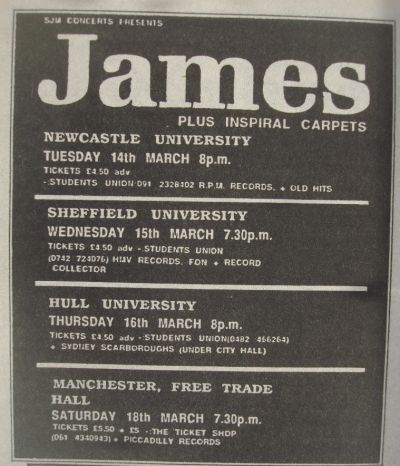 SJM CONCERTS PRESENTS
James
PLUS INSPIRAL CARPETS
NEWCASTLE UNIVERSITY
TUESDAY 14th MARCH 8p.m.
TICKETS £4.50 adv
-:STUDENTS UNION 091 2328402 R.P.M. RECORDS, + OLD HITS
SHEFFIELD UNIVERSITY
WEDNESDAY 15th MARCH 7.30p.m.
TICKETS £4.50 adv -STUDENTS UNION
(0742 724076) HMV RECORDS, FON + RECORD
COLLECTOR
HULL UNIVERSITY
THURSDAY 16th MARCH 8p.m.
TICKETS £4.50 adv -:STUDENTS UNION(0482 466264)
+ SYDNEY SCARBOROUGHS (UNDER CITY HALL)
MANCHESTER, FREE TRADE
HALL
SATURDAY 18th MARCH 7.30p.m.
TICKETS £5.50 + £5 -:THE TICKET SHOP
(061 4340943) + PICCADILLY RECORDS